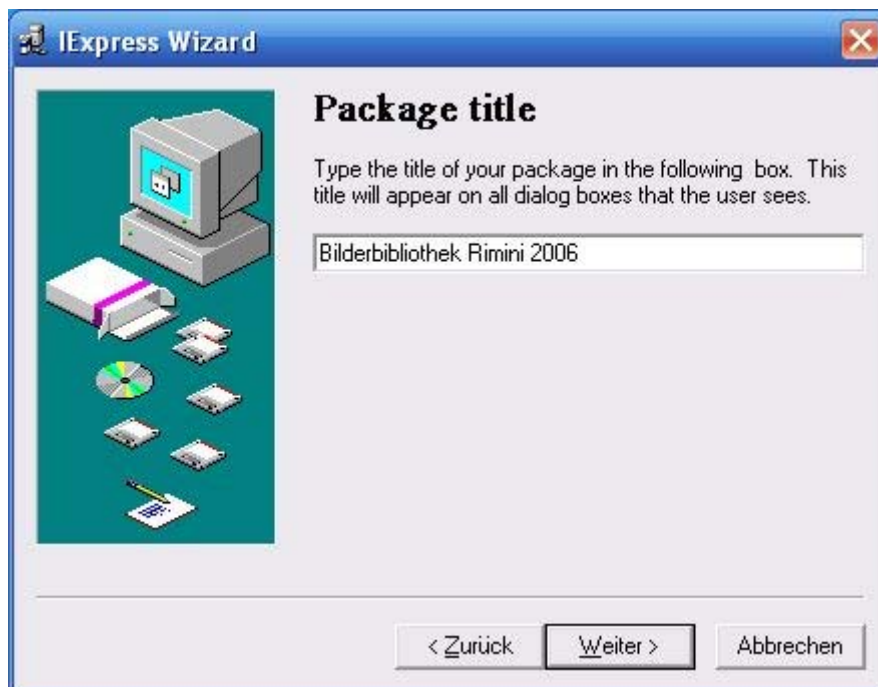 IExpress Wizard
Package title
Type the title of your package in the following box. This
title will appear on all dialog boxes that the user sees.
Bilderbibliothek Rimini 2006
< Zurück
Weiter >
Abbrechen